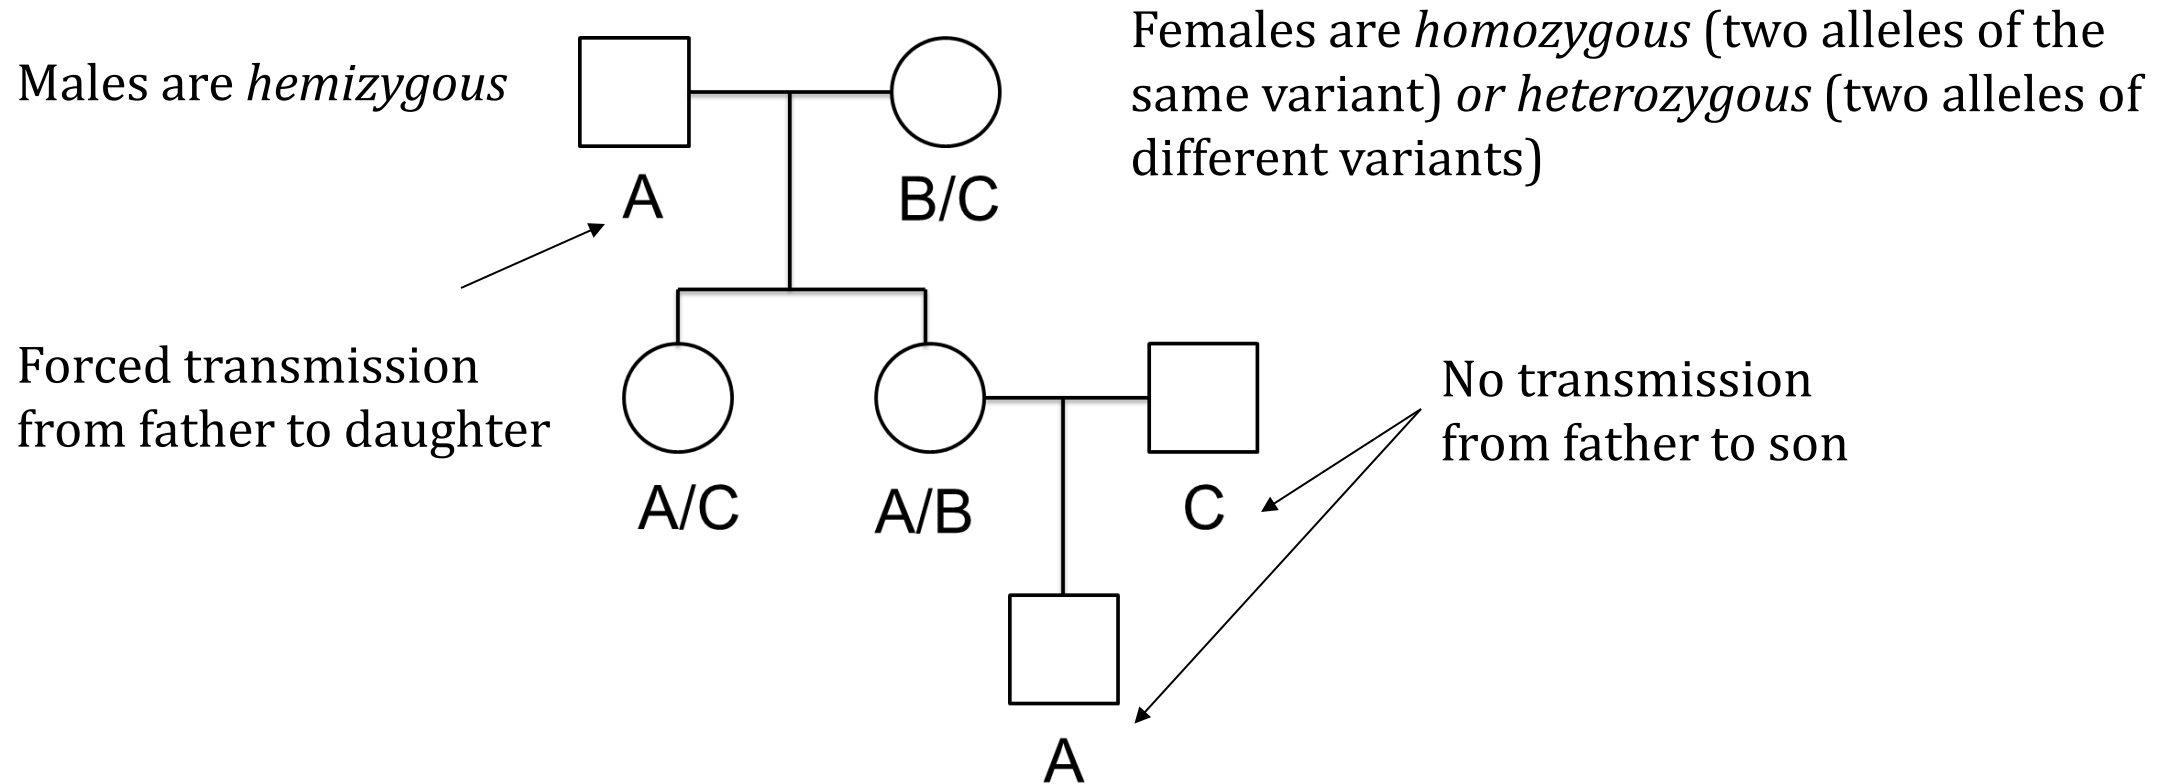 Males are hemizygous
Females are homozygous (two alleles of the
same variant) or heterozygous (two alleles of
different variants)
A
B/C
Forced transmission
from father to daughter
No transmission
from father to son
A/C
A/B
C
A